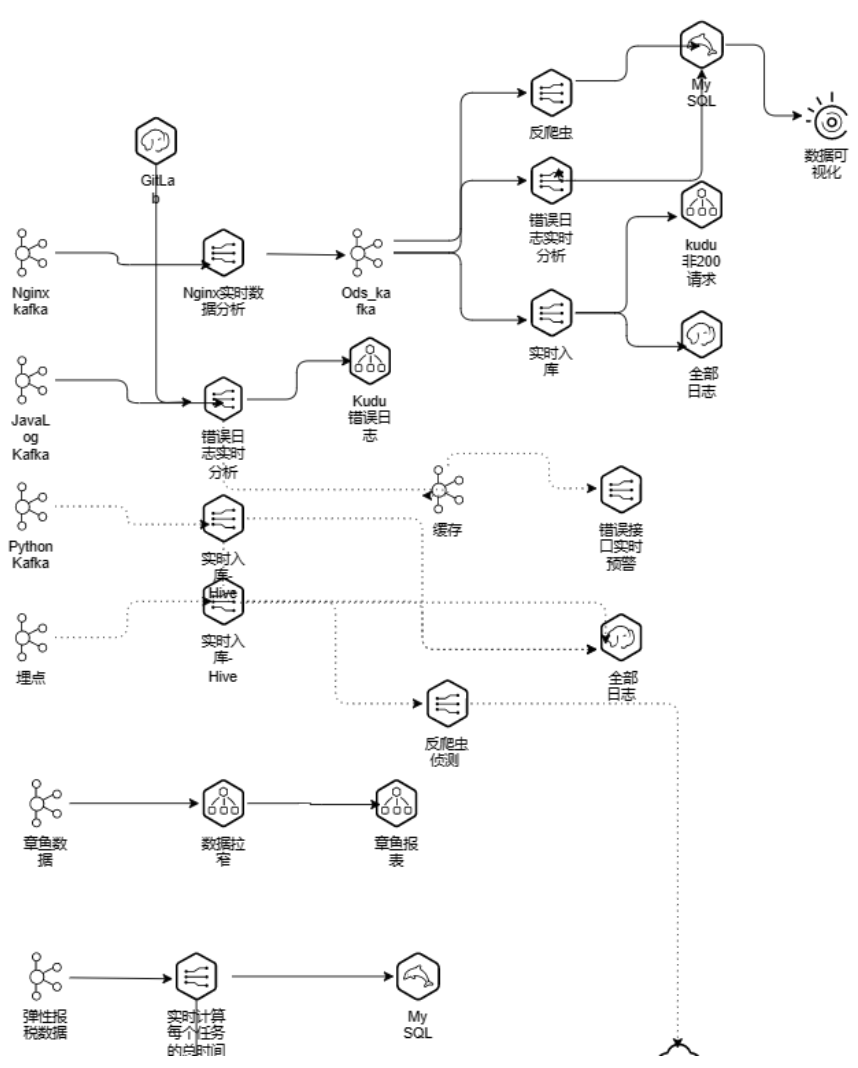 My
SQL
反爬虫
数据可
视化
GitLa
b
错误日
志实时
分析
kudu
非200
请求
Nginx
kafka
Nginx实时数
据分析
Ods_ka
fka
实时入
库
全部
日志
JavaL
og
Kafka
错误日
志实时
分析
Kudu
错误日
志
Python
Kafka
实时入
库-
Hive
缓存
错误接
口实时
预警
埋点
实时入
库-
Hive
全部
日志
反爬虫
侦测
章鱼数
据
数据拉
窄
章鱼报
表
弹性报
税数据
实时计算
每个任务
的总时间
My
SQL